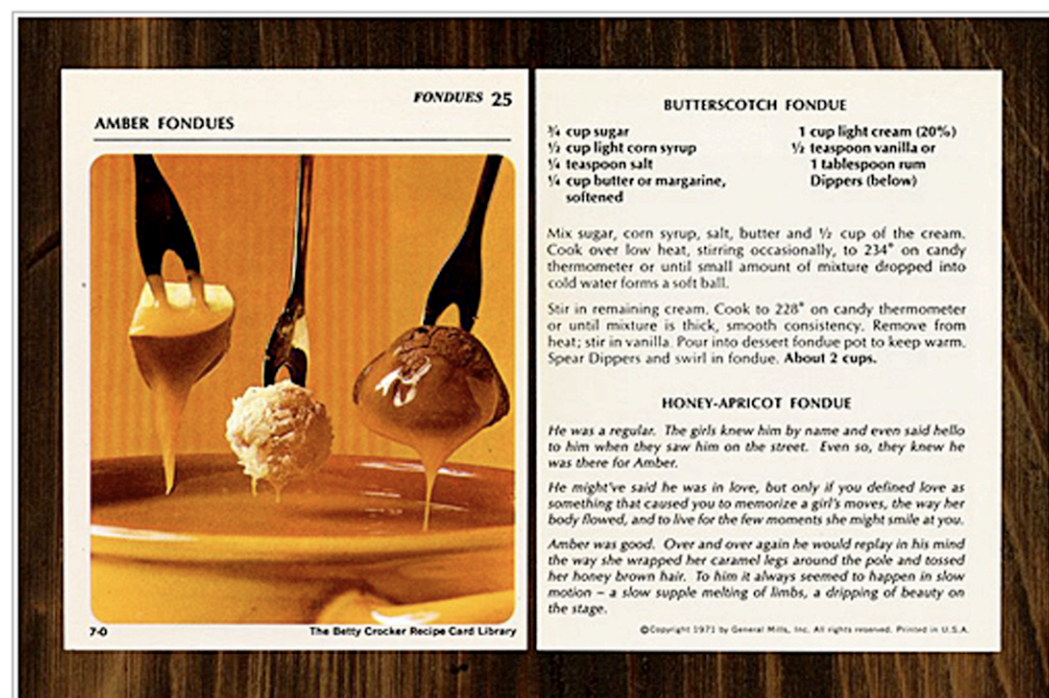 FONDUES 25
AMBER FONDUES
7-0
The Betty Crocker Recipe Card Library
BUTTERSCOTCH FONDUE
¾ cup sugar
½ cup light corn syrup
¼ teaspoon salt
¼ cup butter or margarine,
softened
1 cup light cream (20%)
½ teaspoon vanilla or
1 tablespoon rum
Dippers (below)
Mix sugar, corn syrup, salt, butter and ½ cup of the cream.
Cook over low heat, stirring occasionally, to 234° on candy
thermometer or until small amount of mixture dropped into
cold water forms a soft ball.
Stir in remaining cream. Cook to 228° on candy thermometer
or until mixture is thick, smooth consistency. Remove from
heat; stir in vanilla. Pour into dessert fondue pot to keep warm.
Spear Dippers and swirl in fondue. About 2 cups.
HONEY-APRICOT FONDUE
He was a regular. The girls knew him by name and even said hello
to him when they saw him on the street. Even so, they knew he
was there for Amber.
He might've said he was in love, but only if you defined love as
something that caused you to memorize a girl's moves, the way her
body flowed, and to live for the few moments she might smile at you.
Amber was good. Over and over again he would replay in his mind
the way she wrapped her caramel legs around the pole and tossed
her honey brown hair. To him it always seemed to happen in slow
motion – a slow supple melting of limbs, a dripping of beauty on
the stage.
©Copyright 1971 by General Mills, Inc. All rights reserved. Printed in U.S.A.